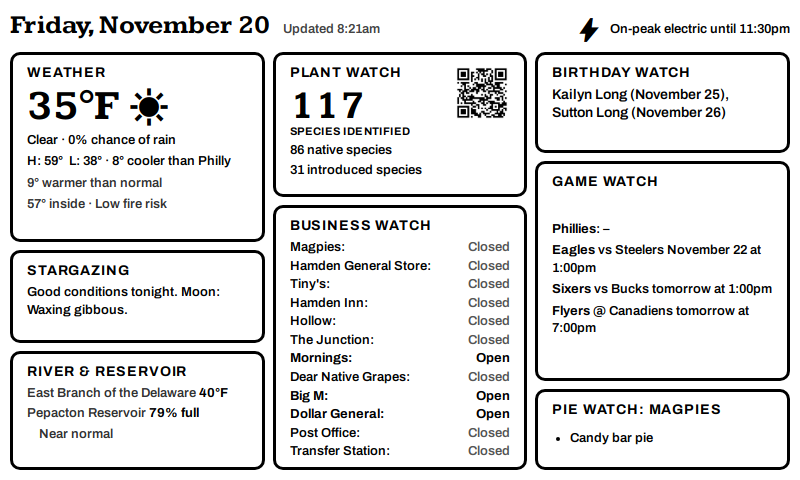 Friday, November 20 Updated 8:21am
On-peak electric until 11:30pm
WEATHER
35°F
Clear · 0% chance of rain
H: 59° L: 38° · 8° cooler than Philly
9° warmer than normal
57° inside · Low fire risk
STARGAZING
Good conditions tonight. Moon:
Waxing gibbous.
RIVER & RESERVOIR
East Branch of the Delaware 40°F
Pepacton Reservoir 79% full
Near normal
PLANT WATCH
117
SPECIES IDENTIFIED
86 native species
31 introduced species
BUSINESS WATCH
Magpies: Closed
Hamden General Store: Closed
Tiny's: Closed
Hamden Inn: Closed
Hollow: Closed
The Junction: Closed
Mornings: Open
Dear Native Grapes: Closed
Big M: Open
Dollar General: Open
Post Office: Closed
Transfer Station: Closed
BIRTHDAY WATCH
Kailyn Long (November 25),
Sutton Long (November 26)
GAME WATCH
Phillies: –
Eagles vs Steelers November 22 at
1:00pm
Sixers vs Bucks tomorrow at 1:00pm
Flyers @ Canadiens tomorrow at
7:00pm
PIE WATCH: MAGPIES
• Candy bar pie